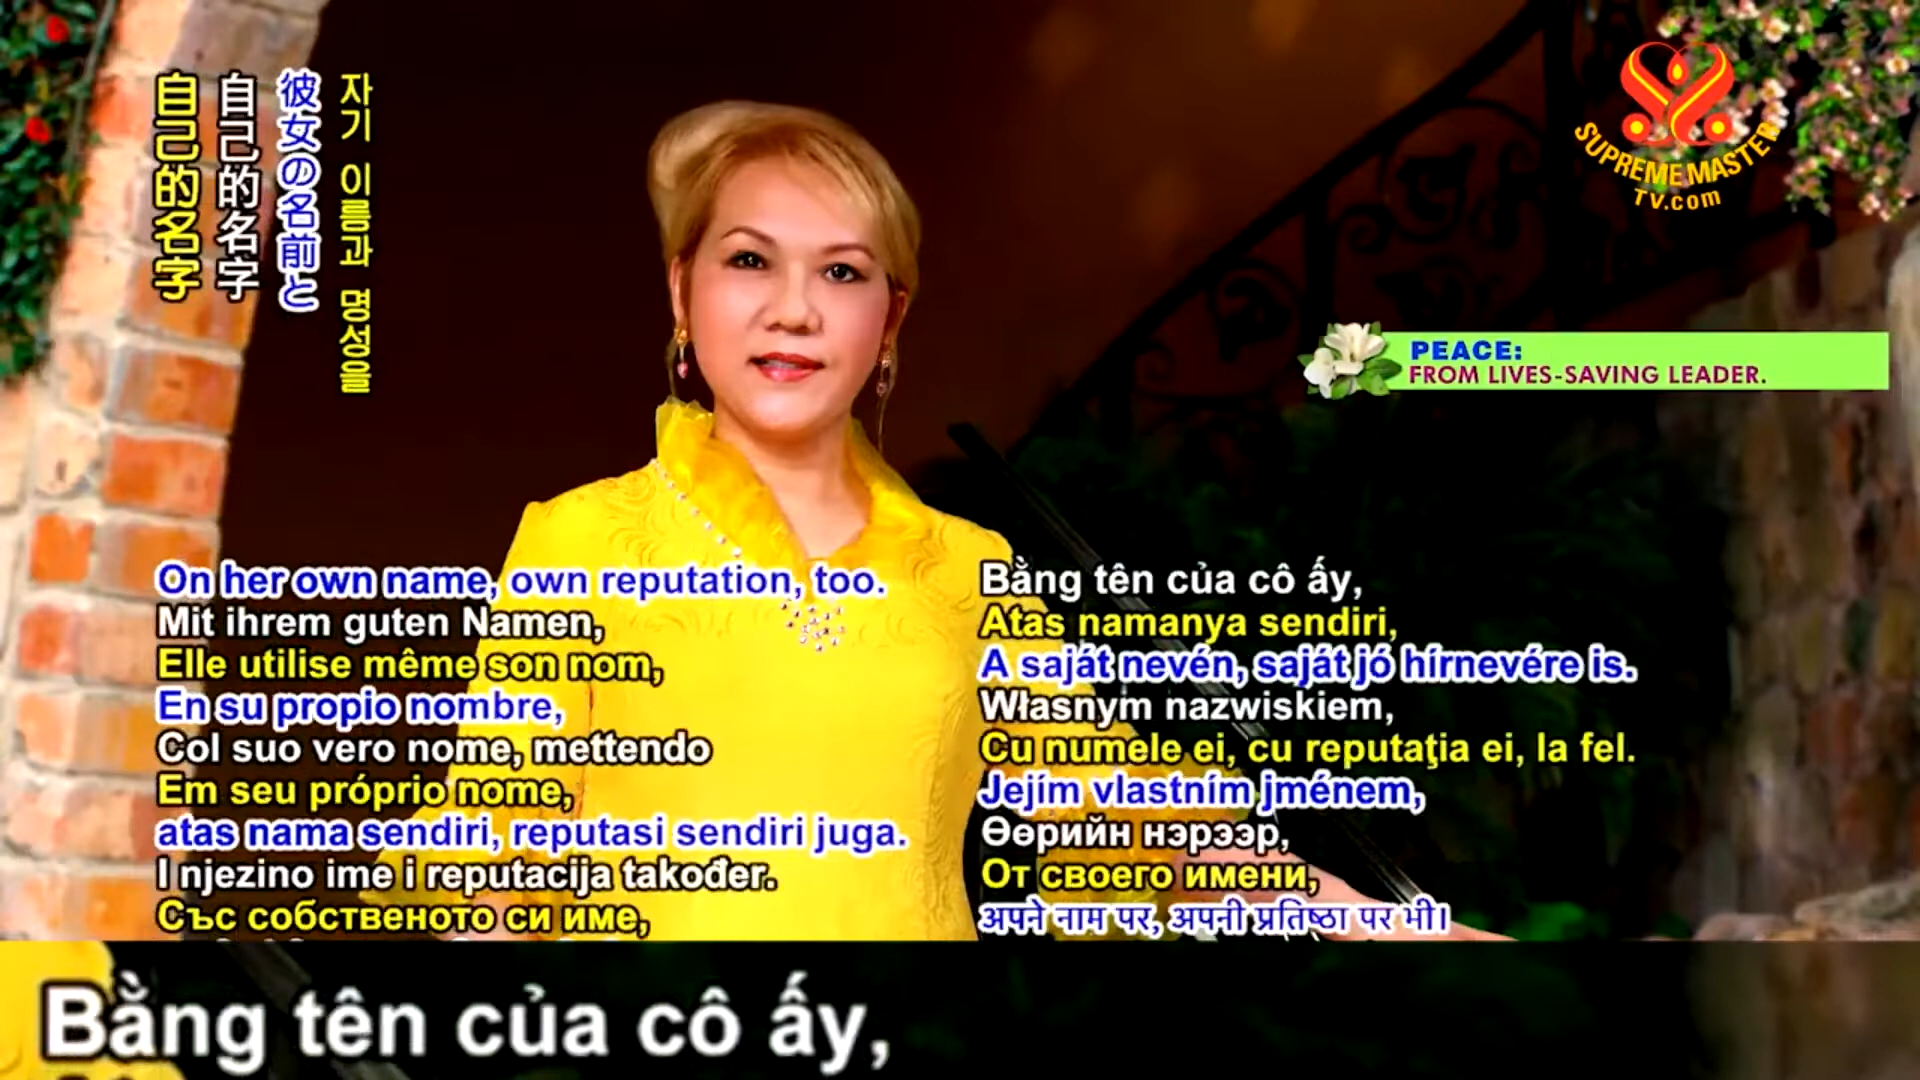 自己的名字
自己的名字
彼女の名前と
자기 이름과 명성을
SUPREME MASTER
TV.com
PEACE:
FROM LIVES-SAVING LEADER.
On her own name, own reputation, too.
Mit ihrem guten Namen,
Elle utilise même son nom,
En su propio nombre,
Col suo vero nome, mettendo
Em seu próprio nome,
atas nama sendiri, reputasi sendiri juga.
I njezino ime i reputacija također.
Със собственото си име,
Bằng tên của cô ấy,
Atas namanya sendiri,
A saját nevén, saját jó hírnevére is.
Własnym nazwiskiem,
Cu numele ei, cu reputaţia ei, la fel.
Jejím vlastním jménem,
Өөрийн нэрээр,
От своего имени,
अपने नाम पर, अपनी प्रतिष्ठा पर भी।
Bằng tên của cô ấy,